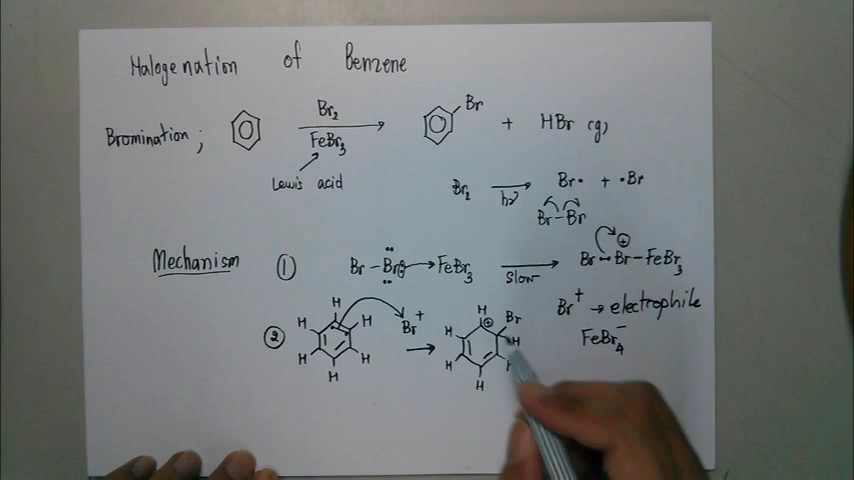 Halogenation of Benzene
Br₂
Bromination; → Br + HBr (g)
FeBr₃
Lewis acid
Br₂ → Br• + •Br
hν
Br–Br
Mechanism ① Br–Br: → FeBr₃ → Br–Br–FeBr₃
⊕
slow
Br⁺ → electrophile
FeBr₄⁻
② H H H H H H Br⁺ → H ⊕ Br H H H H H